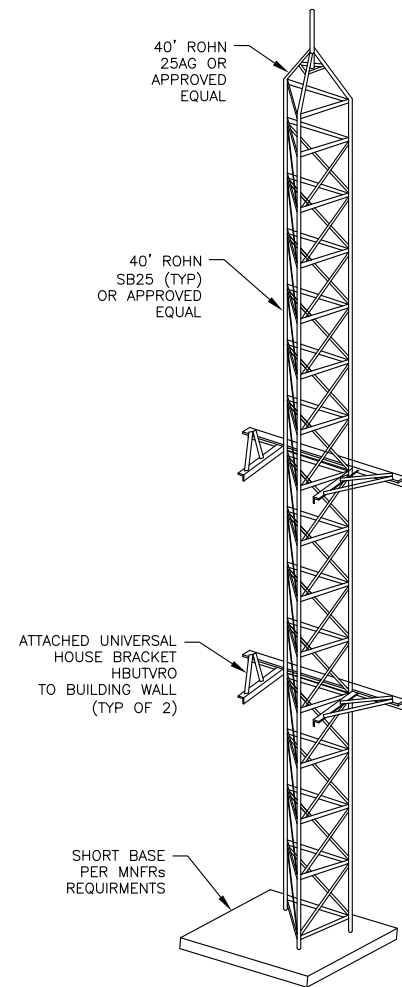 40' ROHN
25AG OR
APPROVED
EQUAL
40' ROHN
SB25 (TYP)
OR APPROVED
EQUAL
ATTACHED UNIVERSAL
HOUSE BRACKET
HBUTVRO
TO BUILDING WALL
(TYP OF 2)
SHORT BASE
PER MNFRs
REQUIRMENTS